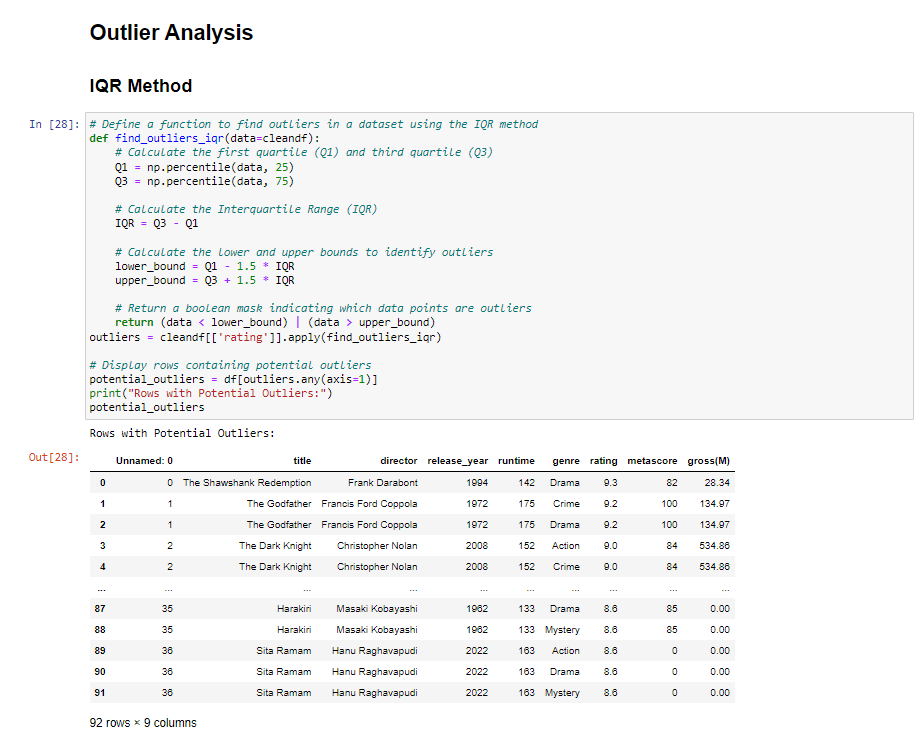 Outlier Analysis
IQR Method
In [28]: # Define a function to find outliers in a dataset using the IQR method
def find_outliers_iqr(data=cleandf):
    # Calculate the first quartile (Q1) and third quartile (Q3)
    Q1 = np.percentile(data, 25)
    Q3 = np.percentile(data, 75)
    # Calculate the Interquartile Range (IQR)
    IQR = Q3 - Q1
    # Calculate the lower and upper bounds to identify outliers
    lower_bound = Q1 - 1.5 * IQR
    upper_bound = Q3 + 1.5 * IQR
    # Return a boolean mask indicating which data points are outliers
    return (data < lower_bound) | (data > upper_bound)
outliers = cleandf[['rating']].apply(find_outliers_iqr)
# Display rows containing potential outliers
potential_outliers = df[outliers.any(axis=1)]
print("Rows with Potential Outliers:")
potential_outliers
Rows with Potential Outliers:
Out[28]:
Unnamed: 0 title director release_year runtime genre rating metascore gross(M)
0 0 The Shawshank Redemption Frank Darabont 1994 142 Drama 9.3 82 28.34
1 1 The Godfather Francis Ford Coppola 1972 175 Crime 9.2 100 134.97
2 1 The Godfather Francis Ford Coppola 1972 175 Drama 9.2 100 134.97
3 2 The Dark Knight Christopher Nolan 2008 152 Action 9.0 84 534.86
4 2 The Dark Knight Christopher Nolan 2008 152 Crime 9.0 84 534.86
... ... ... ... ... ... ... ... ... ...
87 35 Harakiri Masaki Kobayashi 1962 133 Drama 8.6 85 0.00
88 35 Harakiri Masaki Kobayashi 1962 133 Mystery 8.6 85 0.00
89 36 Sita Ramam Hanu Raghavapudi 2022 163 Action 8.6 0 0.00
90 36 Sita Ramam Hanu Raghavapudi 2022 163 Drama 8.6 0 0.00
91 36 Sita Ramam Hanu Raghavapudi 2022 163 Mystery 8.6 0 0.00
92 rows × 9 columns